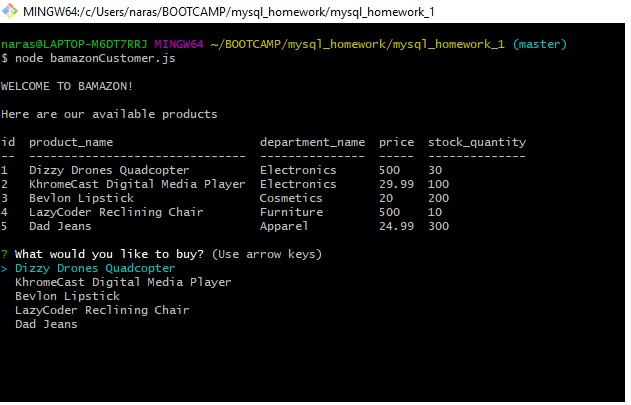 MINGW64:/c/Users/naras/BOOTCAMP/mysql_homework/mysql_homework_1
naras@LAPTOP-M6DT7RRJ MINGW64 ~/BOOTCAMP/mysql_homework/mysql_homework_1 (master)
$ node bamazonCustomer.js
WELCOME TO BAMAZON!
Here are our available products
id  product_name                    department_name  price  stock_quantity
--  ------------------------------  ---------------  -----  --------------
1   Dizzy Drones Quadcopter         Electronics      500    30
2   KhromeCast Digital Media Player Electronics      29.99  100
3   Bevlon Lipstick                 Cosmetics        20     200
4   LazyCoder Reclining Chair       Furniture        500    10
5   Dad Jeans                       Apparel          24.99  300
? What would you like to buy? (Use arrow keys)
> Dizzy Drones Quadcopter
  KhromeCast Digital Media Player
  Bevlon Lipstick
  LazyCoder Reclining Chair
  Dad Jeans